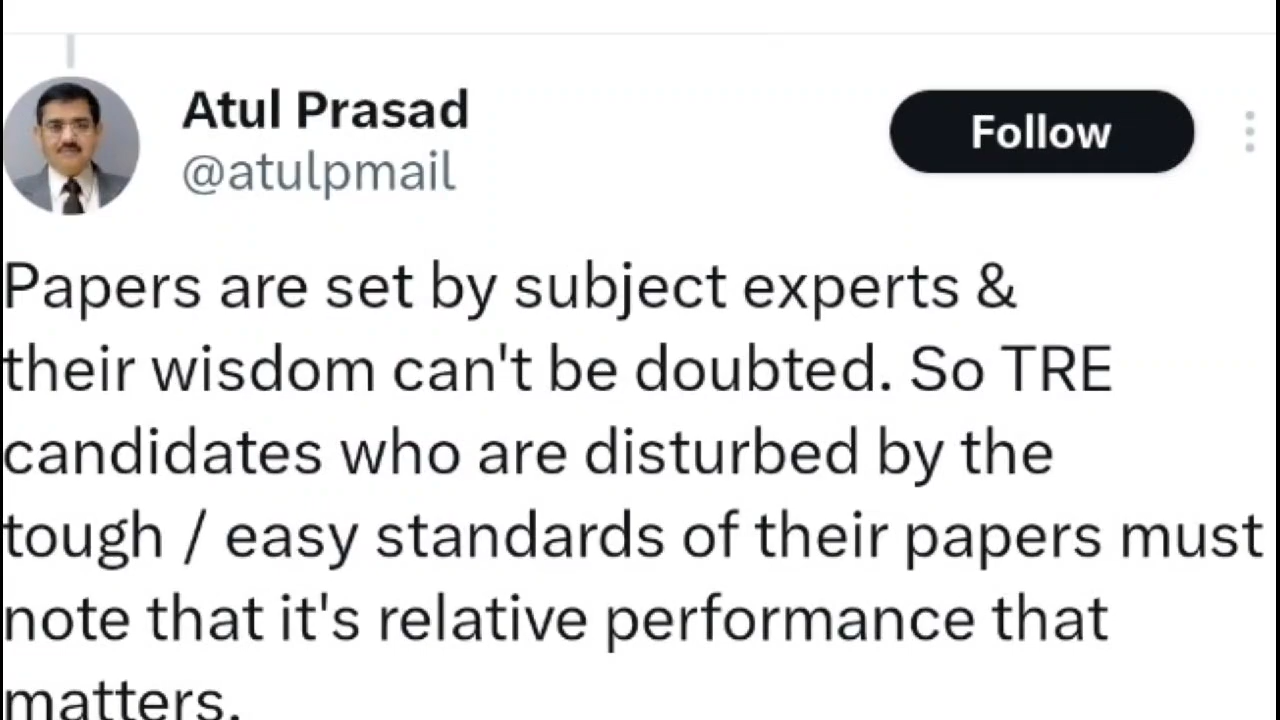 Atul Prasad
@atulpmail
Follow
Papers are set by subject experts &
their wisdom can't be doubted. So TRE
candidates who are disturbed by the
tough / easy standards of their papers must
note that it's relative performance that
matters.